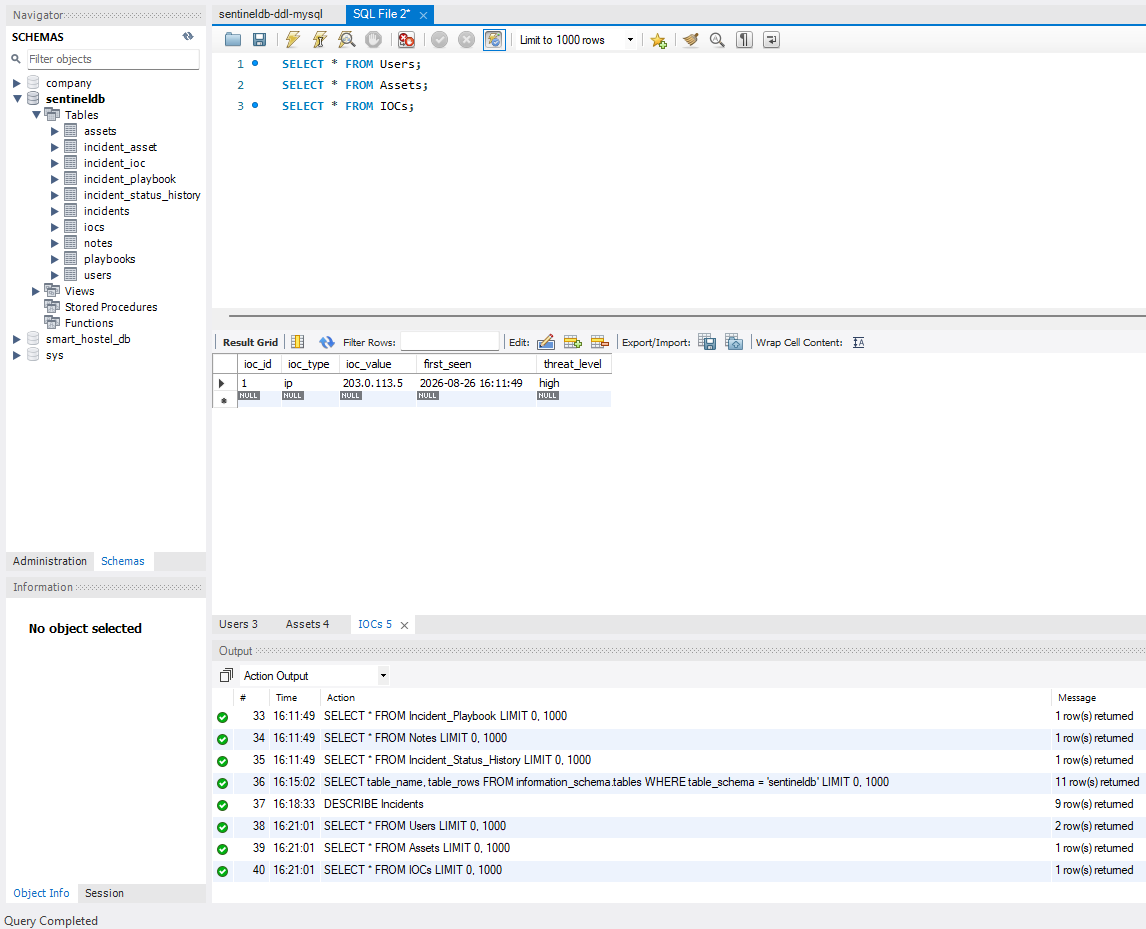 Navigator
SCHEMAS
Filter objects
company
sentineldb
Tables
assets
incident_asset
incident_ioc
incident_playbook
incident_status_history
incidents
iocs
notes
playbooks
users
Views
Stored Procedures
Functions
smart_hostel_db
sys
Administration Schemas
Information
No object selected
Object Info Session
sentineldb-ddl-mysql SQL File 2*
Limit to 1000 rows
1 SELECT * FROM Users;
2 SELECT * FROM Assets;
3 SELECT * FROM IOCs;
Result Grid Filter Rows: Edit: Export/Import: Wrap Cell Content: IA
ioc_id ioc_type ioc_value first_seen threat_level
1 ip 203.0.113.5 2026-08-26 16:11:49 high
NULL NULL NULL NULL NULL
Users 3 Assets 4 IOCs 5
Output
Action Output
# Time Action Message
33 16:11:49 SELECT * FROM Incident_Playbook LIMIT 0, 1000 1 row(s) returned
34 16:11:49 SELECT * FROM Notes LIMIT 0, 1000 1 row(s) returned
35 16:11:49 SELECT * FROM Incident_Status_History LIMIT 0, 1000 1 row(s) returned
36 16:15:02 SELECT table_name, table_rows FROM information_schema.tables WHERE table_schema = 'sentineldb' LIMIT 0, 1000 11 row(s) returned
37 16:18:33 DESCRIBE Incidents 9 row(s) returned
38 16:21:01 SELECT * FROM Users LIMIT 0, 1000 2 row(s) returned
39 16:21:01 SELECT * FROM Assets LIMIT 0, 1000 1 row(s) returned
40 16:21:01 SELECT * FROM IOCs LIMIT 0, 1000 1 row(s) returned
Query Completed